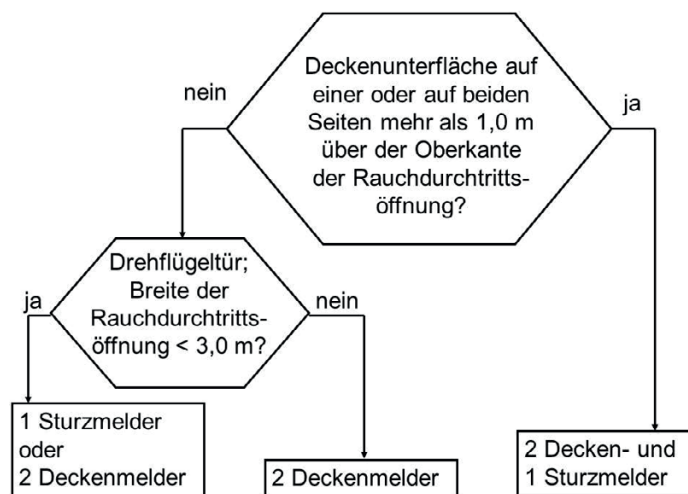 Deckenunterfläche auf
einer oder auf beiden
Seiten mehr als 1,0 m
über der Oberkante
der Rauchdurchtritts-
öffnung?
nein
ja
Drehflügeltür;
Breite der
Rauchdurchtritts-
öffnung < 3,0 m?
ja
nein
1 Sturzmelder
oder
2 Deckenmelder
2 Deckenmelder
2 Decken- und
1 Sturzmelder